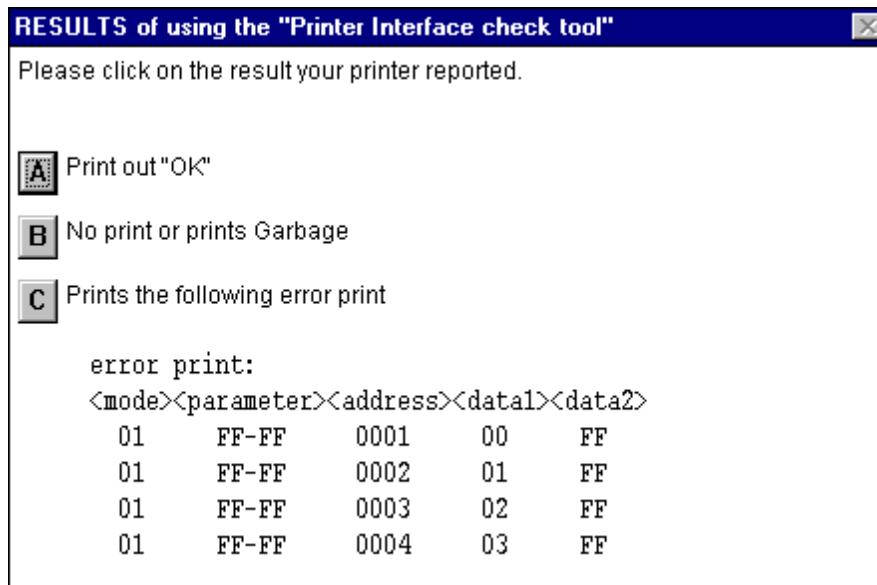 RESULTS of using the "Printer Interface check tool"
Please click on the result your printer reported.
A Print out "OK"
B No print or prints Garbage
C Prints the following error print
error print:
<mode><parameter><address><data1><data2>
01 FF-FF 0001 00 FF
01 FF-FF 0002 01 FF
01 FF-FF 0003 02 FF
01 FF-FF 0004 03 FF